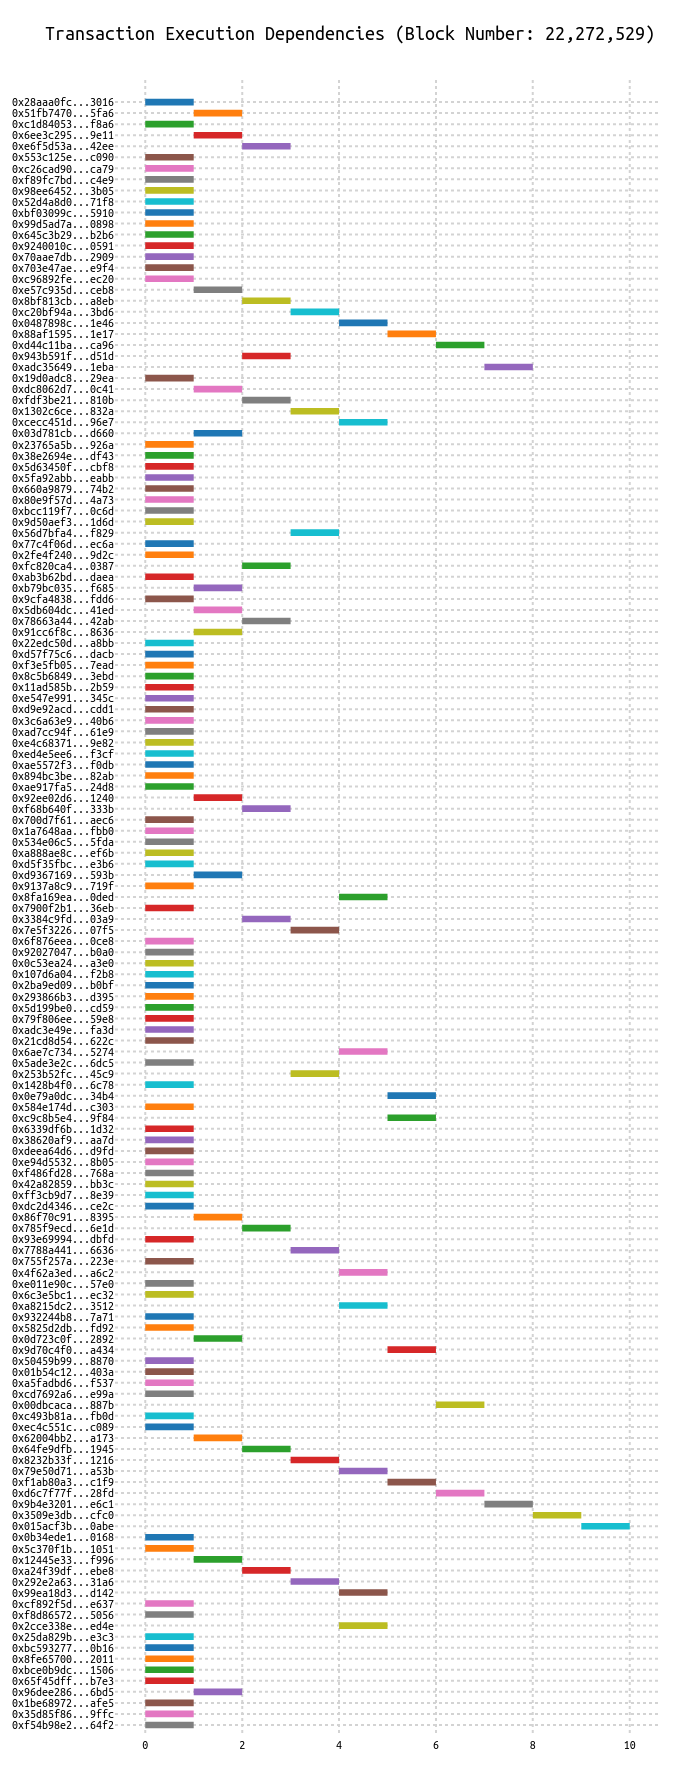 Transaction Execution Dependencies (Block Number: 22,272,529)
0x28aaa0fc...3016
0x51fb7470...5fa6
0xc1d84053...f8a6
0x6ee3c295...9e11
0xe6f5d53a...42ee
0x553c125e...c090
0xc26cad90...ca79
0xf89fc7bd...c4e9
0x98ee6452...3b05
0x52d4a8d0...71f8
0xbf03099c...5910
0x99d5ad7a...0898
0x645c3b29...b2b6
0x9240010c...0591
0x70aae7db...2909
0x703e47ae...e9f4
0xc96892fe...ec20
0xe57c935d...ceb8
0x8bf813cb...a8eb
0xc20bf94a...3bd6
0x0487898c...1e46
0x88af1595...1e17
0xd44c11ba...ca96
0x943b591f...d51d
0xadc35649...1eba
0x19d0adc8...29ea
0xdc8062d7...0c41
0xfdf3be21...810b
0x1302c6ce...832a
0xcecc451d...96e7
0x03d781cb...d660
0x23765a5b...926a
0x38e2694e...df43
0x5d63450f...cbf8
0x5fa92abb...eabb
0x660a9879...74b2
0x80e9f57d...4a73
0xbcc119f7...0c6d
0x9d50aef3...1d6d
0x56d7bfa4...f829
0x77c4f06d...ec6a
0x2fe4f240...9d2c
0xfc820ca4...0387
0xab3b62bd...daea
0xb79bc035...f685
0x9cfa4838...fdd6
0x5db604dc...41ed
0x78663a44...42ab
0x91cc6f8c...8636
0x22edc50d...a8bb
0xd57f75c6...dacb
0xf3e5fb05...7ead
0x8c5b6849...3ebd
0x11ad585b...2b59
0xe547e991...345c
0xd9e92acd...cdd1
0x3c6a63e9...40b6
0xad7cc94f...61e9
0xe4c68371...9e82
0xed4e5ee6...f3cf
0xae5572f3...f0db
0x894bc3be...82ab
0xae917fa5...24d8
0x92ee02d6...1240
0xf68b640f...333b
0x700d7f61...aec6
0x1a7648aa...fbb0
0x534e06c5...5fda
0xa888ae8c...ef6b
0xd5f35fbc...e3b6
0xd9367169...593b
0x9137a8c9...719f
0x8fa169ea...0ded
0x7900f2b1...36eb
0x3384c9fd...03a9
0x7e5f3226...07f5
0x6f876eea...0ce8
0x92027047...b0a0
0x0c53ea24...a3e0
0x107d6a04...f2b8
0x2ba9ed09...b0bf
0x293866b3...d395
0x5d199be0...cd59
0x79f806ee...59e8
0xadc3e49e...fa3d
0x21cd8d54...622c
0x6ae7c734...5274
0x5ade3e2c...6dc5
0x253b52fc...45c9
0x1428b4f0...6c78
0x0e79a0dc...34b4
0x584e174d...c303
0xc9c8b5e4...9f84
0x6339df6b...1d32
0x38620af9...aa7d
0xdeea64d6...d9fd
0xe94d5532...8b05
0xf486fd28...768a
0x42a82859...bb3c
0xff3cb9d7...8e39
0xdc2d4346...ce2c
0x86f70c91...8395
0x785f9ecd...6e1d
0x93e69994...dbfd
0x7788a441...6636
0x755f257a...223e
0x4f62a3ed...a6c2
0xe011e90c...57e0
0x6c3e5bc1...ec32
0xa8215dc2...3512
0x932244b8...7a71
0x5825d2db...fd92
0x0d723c0f...2892
0x9d70c4f0...a434
0x50459b99...8870
0x01b54c12...403a
0xa5fadbd6...f537
0xcd7692a6...e99a
0x00dbcaca...887b
0xc493b81a...fb0d
0xec4c551c...c089
0x62004bb2...a173
0x64fe9dfb...1945
0x8232b33f...1216
0x79e50d71...a53b
0xf1ab80a3...c1f9
0xd6c7f77f...28fd
0x9b4e3201...e6c1
0x3509e3db...cfc0
0x015acf3b...0abe
0x0b34ede1...0168
0x5c370f1b...1051
0x12445e33...f996
0xa24f39df...ebe8
0x292e2a63...31a6
0x99ea18d3...d142
0xcf892f5d...e637
0xf8d86572...5056
0x2cce338e...ed4e
0x25da829b...e3c3
0xbc593277...0b16
0x8fe65700...2011
0xbce0b9dc...1506
0x65f45dff...b7e3
0x96dee286...6bd5
0x1be68972...afe5
0x35d85f86...9ffc
0xf54b98e2...64f2
0 2 4 6 8 10